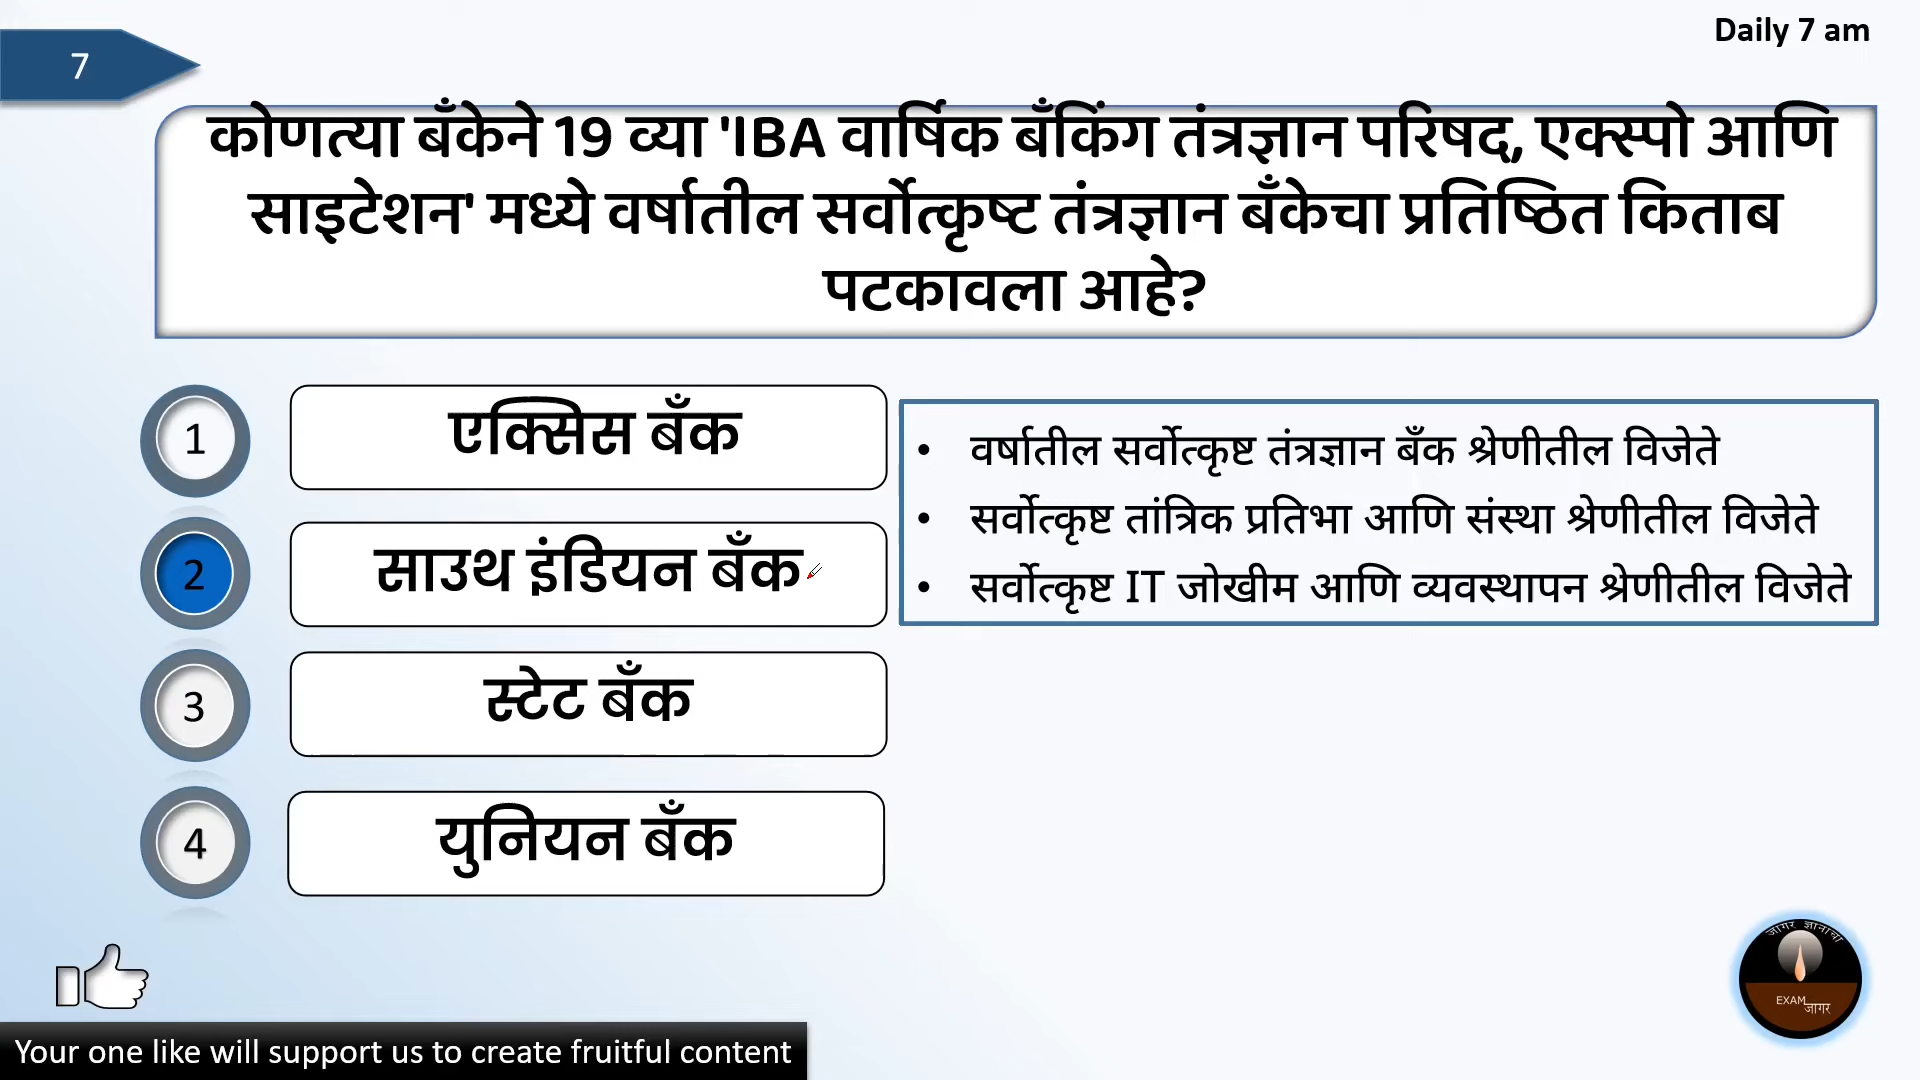 Daily 7 am
7
कोणत्या बँकेने 19 व्या 'IBA वार्षिक बँकिंग तंत्रज्ञान परिषद, एक्स्पो आणि
साइटेशन' मध्ये वर्षातील सर्वोत्कृष्ट तंत्रज्ञान बँकेचा प्रतिष्ठित किताब
पटकावला आहे?
1
एक्सिस बँक
2
साउथ इंडियन बँक
3
स्टेट बँक
4
युनियन बँक
• वर्षातील सर्वोत्कृष्ट तंत्रज्ञान बँक श्रेणीतील विजेते
• सर्वोत्कृष्ट तांत्रिक प्रतिभा आणि संस्था श्रेणीतील विजेते
• सर्वोत्कृष्ट IT जोखीम आणि व्यवस्थापन श्रेणीतील विजेते
जागर ज्ञानाचा
EXAM जागर
Your one like will support us to create fruitful content